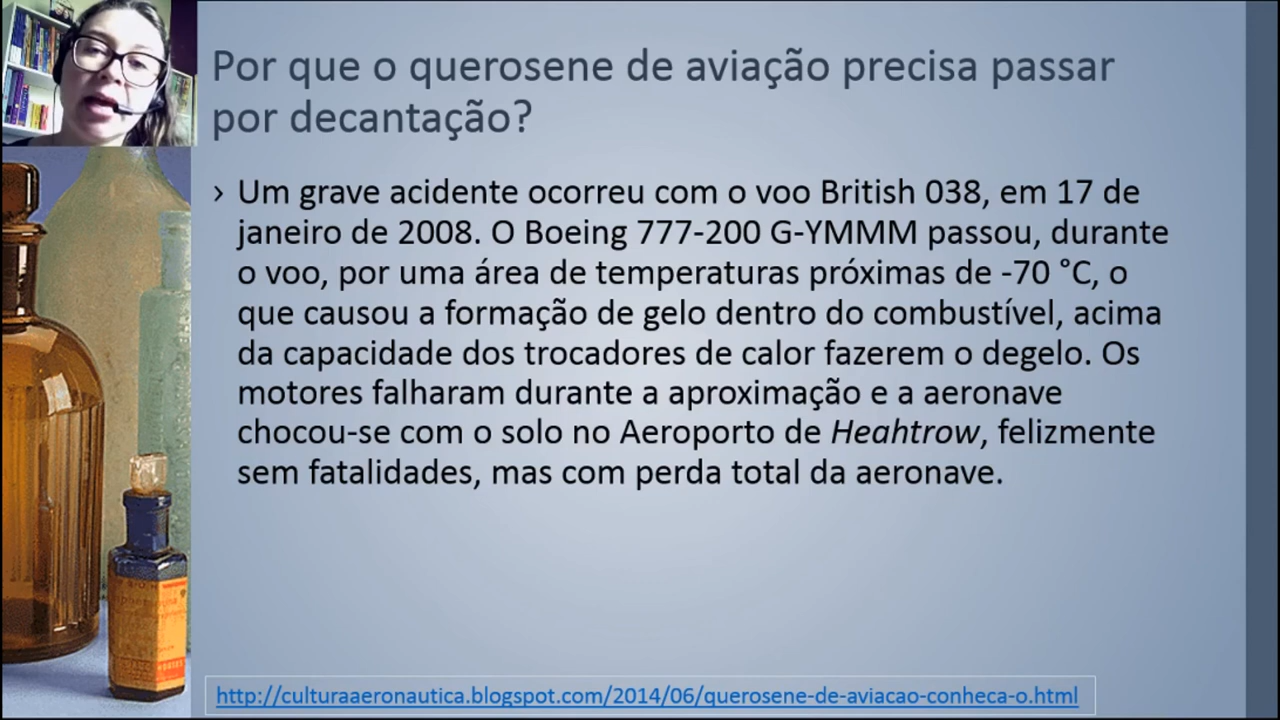 Por que o querosene de aviação precisa passar
por decantação?
› Um grave acidente ocorreu com o voo British 038, em 17 de
janeiro de 2008. O Boeing 777-200 G-YMMM passou, durante
o voo, por uma área de temperaturas próximas de -70 °C, o
que causou a formação de gelo dentro do combustível, acima
da capacidade dos trocadores de calor fazerem o degelo. Os
motores falharam durante a aproximação e a aeronave
chocou-se com o solo no Aeroporto de Heahtrow, felizmente
sem fatalidades, mas com perda total da aeronave.
http://culturaaeronautica.blogspot.com/2014/06/querosene-de-aviacao-conheca-o.html